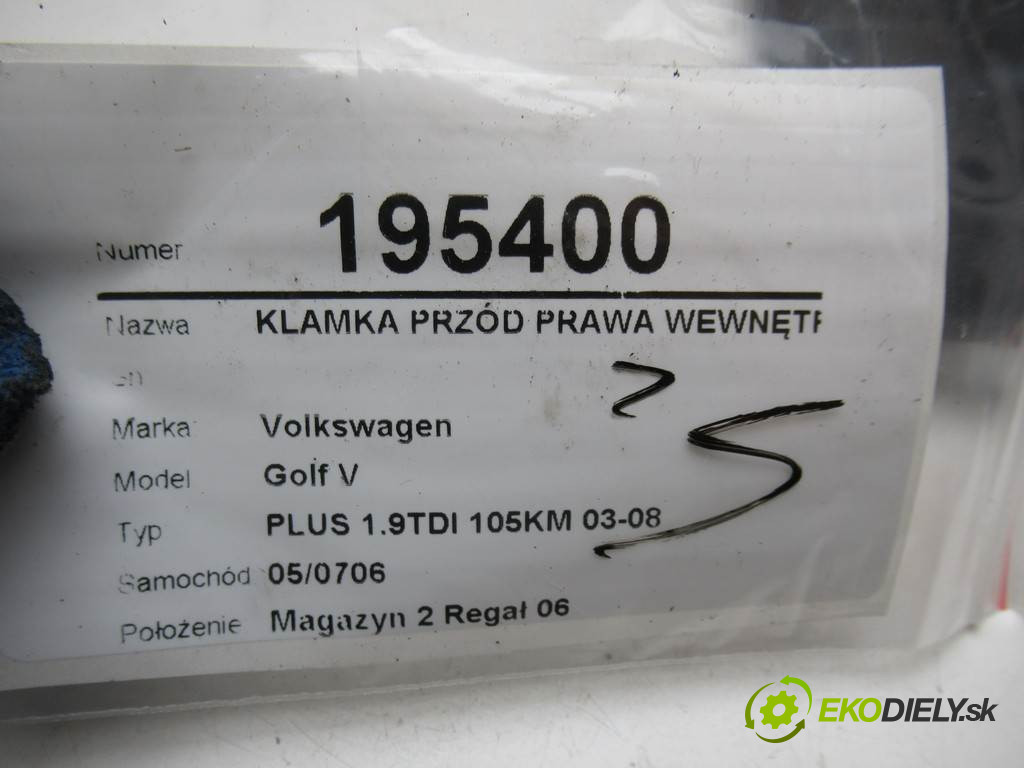 Numer 195400
Nazwa KLAMKA PRZÓD PRAWA WEWNĘTR
Marka Volkswagen
Model Golf V
Typ PLUS 1.9TDI 105KM 03-08
Samochód 05/0706
Położenie Magazyn 2 Regał 06
EKODIELY.sk